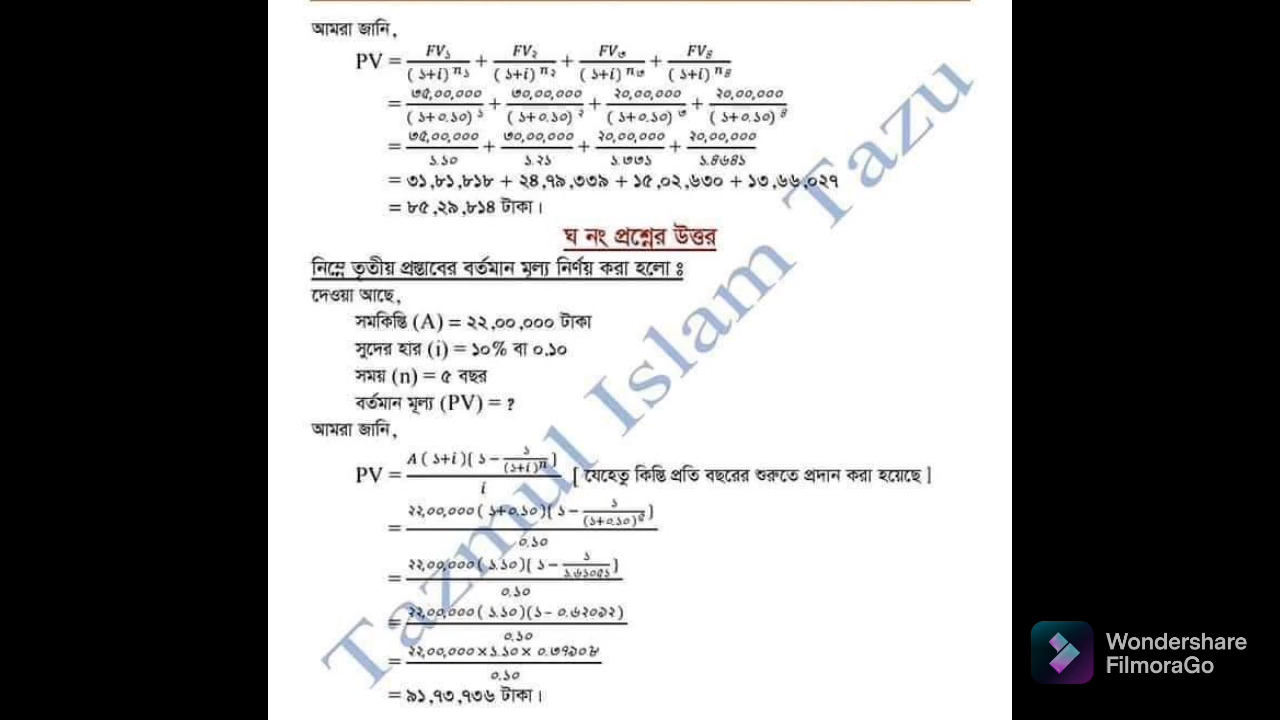 আমরা জানি,
PV = FV₁/(১+i)ⁿ১ + FV২/(১+i)ⁿ২ + FV৩/(১+i)ⁿ৩ + FV৪/(১+i)ⁿ৪
= ৩৫,০০,০০০/(১+০.১০)^১ + ৩০,০০,০০০/(১+০.১০)^২ + ২০,০০,০০০/(১+০.১০)^৩ + ২০,০০,০০০/(১+০.১০)^৪
= ৩৫,০০,০০০/১.১০ + ৩০,০০,০০০/১.২১ + ২০,০০,০০০/১.৩৩১ + ২০,০০,০০০/১.৪৬৪১
= ৩১,৮১,৮১৮ + ২৪,৭৯,৩৩৯ + ১৫,০২,৬৩০ + ১৩,৬৬,০২৭
= ৮৫,২৯,৮১৪ টাকা।
ঘ নং প্রশ্নের উত্তর
নিম্নে তৃতীয় প্রস্তাবের বর্তমান মূল্য নির্ণয় করা হলো ঃ
দেওয়া আছে,
সমকিস্তি (A) = ২২,০০,০০০ টাকা
সুদের হার (i) = ১০% বা ০.১০
সময় (n) = ৫ বছর
বর্তমান মূল্য (PV) = ?
আমরা জানি,
PV = A(১+i){১ − ১/(১+i)ⁿ}/i [ যেহেতু কিস্তি প্রতি বছরের শুরুতে প্রদান করা হয়েছে ]
= ২২,০০,০০০(১+০.১০){১ − ১/(১+০.১০)^৫}/০.১০
= ২২,০০,০০০(১.১০){১ − ১/১.৬১০৫১}/০.১০
= ২২,০০,০০০(১.১০)(১− ০.৬২০৯২)/০.১০
= ২২,০০,০০০×১.১০× ০.৩৭৯০৮/০.১০
= ৯১,৭৩,৭৩৬ টাকা।
Tazmul Islam Tazu
Wondershare
FilmoraGo